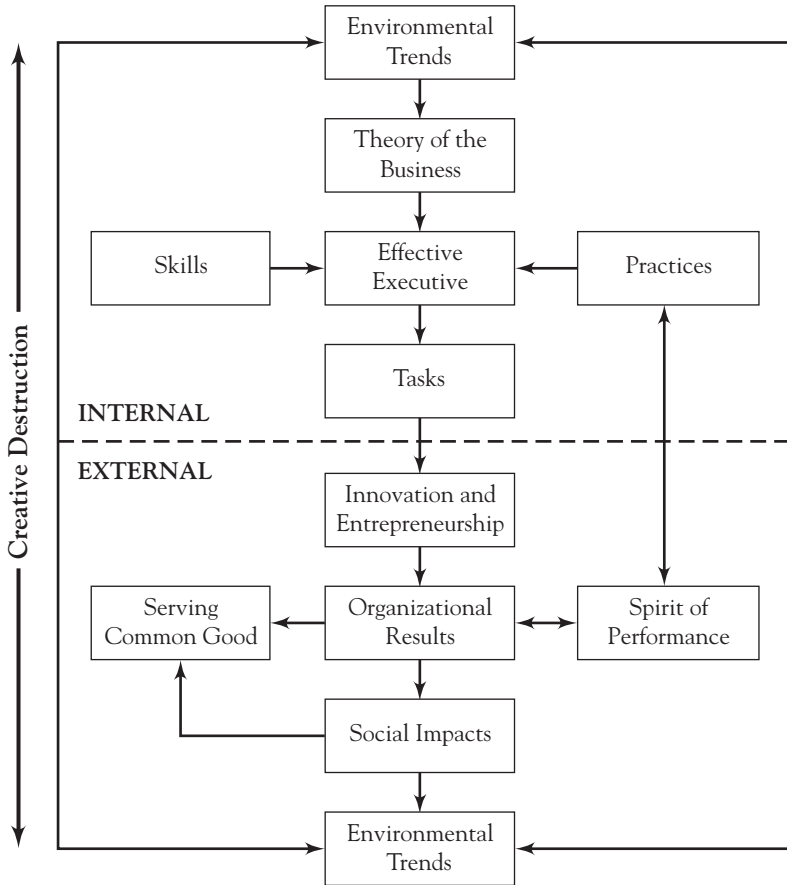 Environmental
Trends
Theory of the
Business
Skills
Effective
Executive
Practices
Tasks
INTERNAL
EXTERNAL
Creative Destruction
Innovation and
Entrepreneurship
Serving
Common Good
Organizational
Results
Spirit of
Performance
Social Impacts
Environmental
Trends